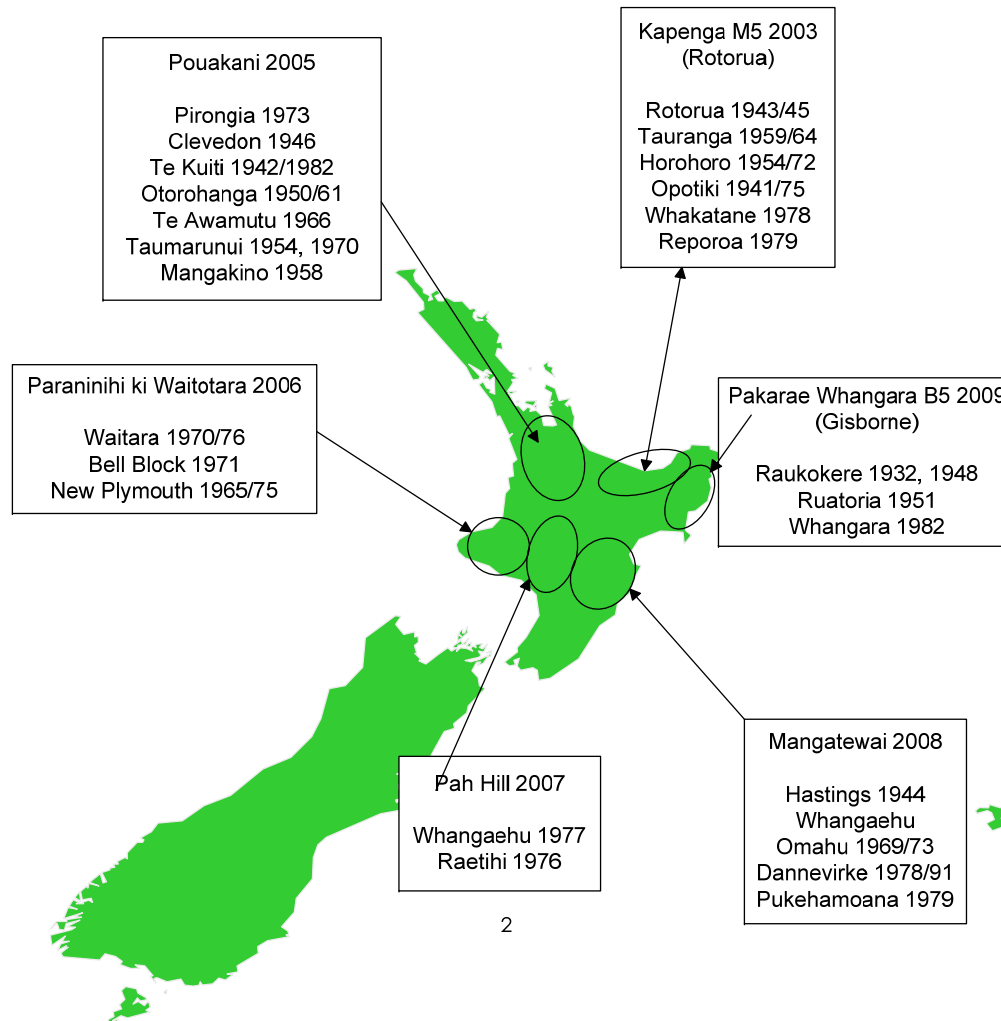 Pouakani 2005
Pirongia 1973
Clevedon 1946
Te Kuiti 1942/1982
Otorohanga 1950/61
Te Awamutu 1966
Taumarunui 1954, 1970
Mangakino 1958
Kapenga M5 2003
(Rotorua)
Rotorua 1943/45
Tauranga 1959/64
Horohoro 1954/72
Opotiki 1941/75
Whakatane 1978
Reporoa 1979
Paraninihi ki Waitotara 2006
Waitara 1970/76
Bell Block 1971
New Plymouth 1965/75
Pakarae Whangara B5 2009
(Gisborne)
Raukokere 1932, 1948
Ruatoria 1951
Whangara 1982
Pah Hill 2007
Whangaehu 1977
Raetihi 1976
Mangatewai 2008
Hastings 1944
Whangaehu
Omahu 1969/73
Dannevirke 1978/91
Pukehamoana 1979
2